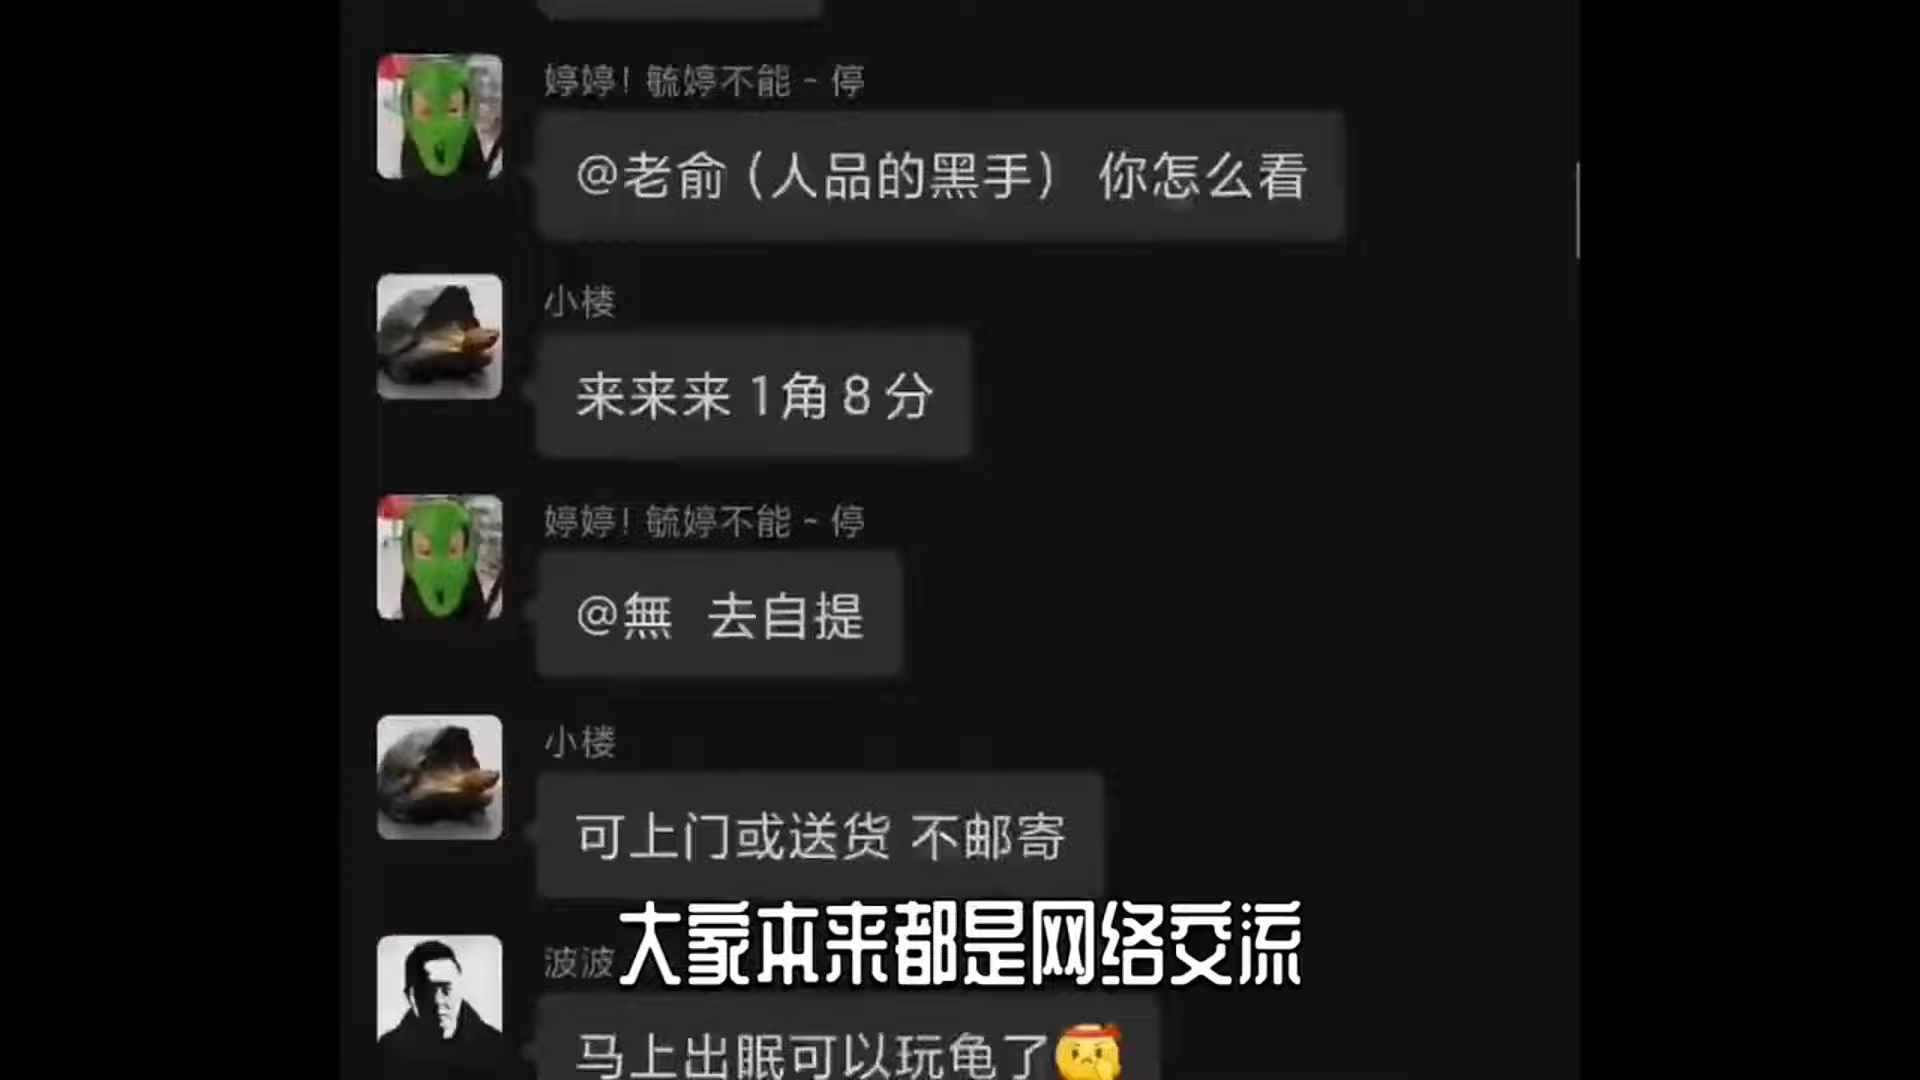 婷婷！毓婷不能~停
@老俞（人品的黑手） 你怎么看
小楼
来来来 1角8分
婷婷！毓婷不能~停
@無 去自提
小楼
可上门或送货 不邮寄
波波
大家本来都是网络交流
马上出眠可以玩龟了